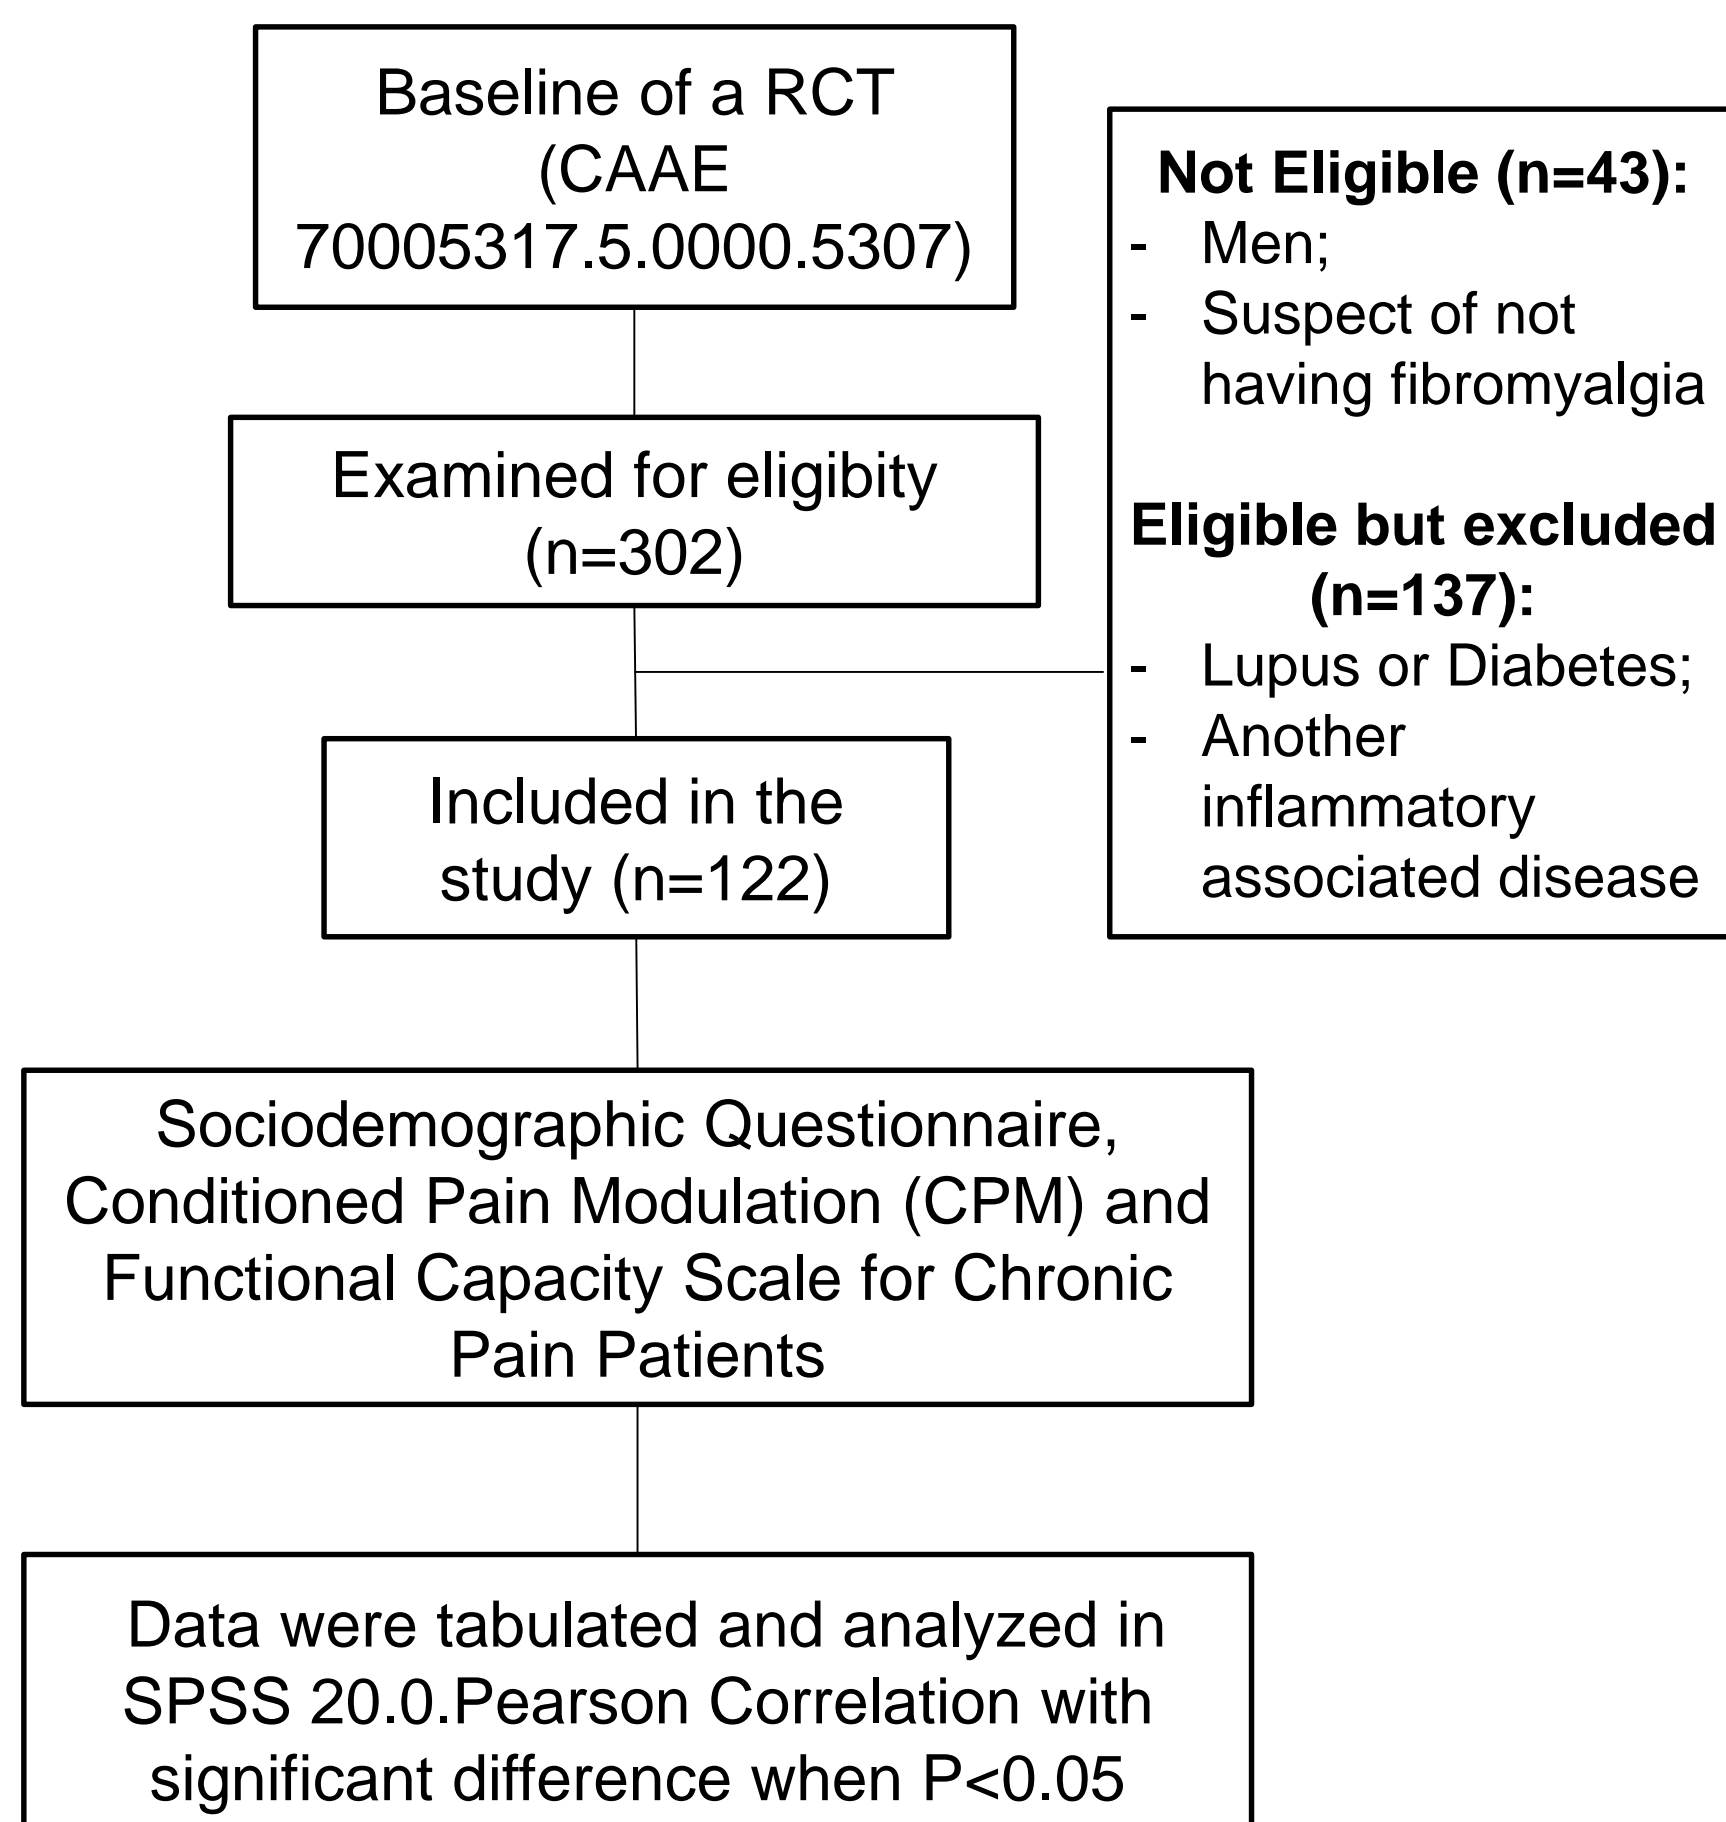 Baseline of a RCT
(CAAE
70005317.5.0000.5307)
Not Eligible (n=43):
- Men;
- Suspect of not
having fibromyalgia
Eligible but excluded
(n=137):
- Lupus or Diabetes;
- Another
inflammatory
associated disease
Examined for eligibity
(n=302)
Included in the
study (n=122)
Sociodemographic Questionnaire,
Conditioned Pain Modulation (CPM) and
Functional Capacity Scale for Chronic
Pain Patients
Data were tabulated and analyzed in
SPSS 20.0.Pearson Correlation with
significant difference when P<0.05